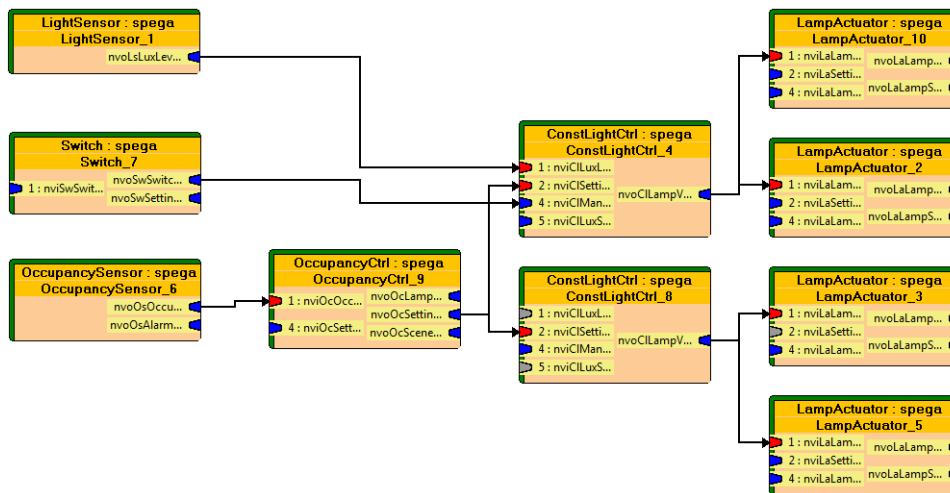 LightSensor : spega
LightSensor_1
nvoLsLuxLev...
Switch : spega
Switch_7
nvoSwSwitc...
1 : nviSwSwit...
nvoSwSettin...
OccupancySensor : spega
OccupancySensor_6
nvoOsOccu...
nvoOsAlarm...
OccupancyCtrl : spega
OccupancyCtrl_9
nvoOcLamp...
1 : nviOcOcc...
nvoOcSettin...
4 : nviOcSett...
nvoOcScene...
ConstLightCtrl : spega
ConstLightCtrl_4
1 : nviClLuxL...
2 : nviClSetti...
nvoClLampV...
4 : nviClMan...
5 : nviClLuxS...
ConstLightCtrl : spega
ConstLightCtrl_8
1 : nviClLuxL...
2 : nviClSetti...
nvoClLampV...
4 : nviClMan...
5 : nviClLuxS...
LampActuator : spega
LampActuator_10
1 : nviLaLam...
nvoLaLamp...
2 : nviLaSetti...
nvoLaLampS...
4 : nviLaLam...
LampActuator : spega
LampActuator_2
1 : nviLaLam...
nvoLaLamp...
2 : nviLaSetti...
nvoLaLampS...
4 : nviLaLam...
LampActuator : spega
LampActuator_3
1 : nviLaLam...
nvoLaLamp...
2 : nviLaSetti...
nvoLaLampS...
4 : nviLaLam...
LampActuator : spega
LampActuator_5
1 : nviLaLam...
nvoLaLamp...
2 : nviLaSetti...
nvoLaLampS...
4 : nviLaLam...